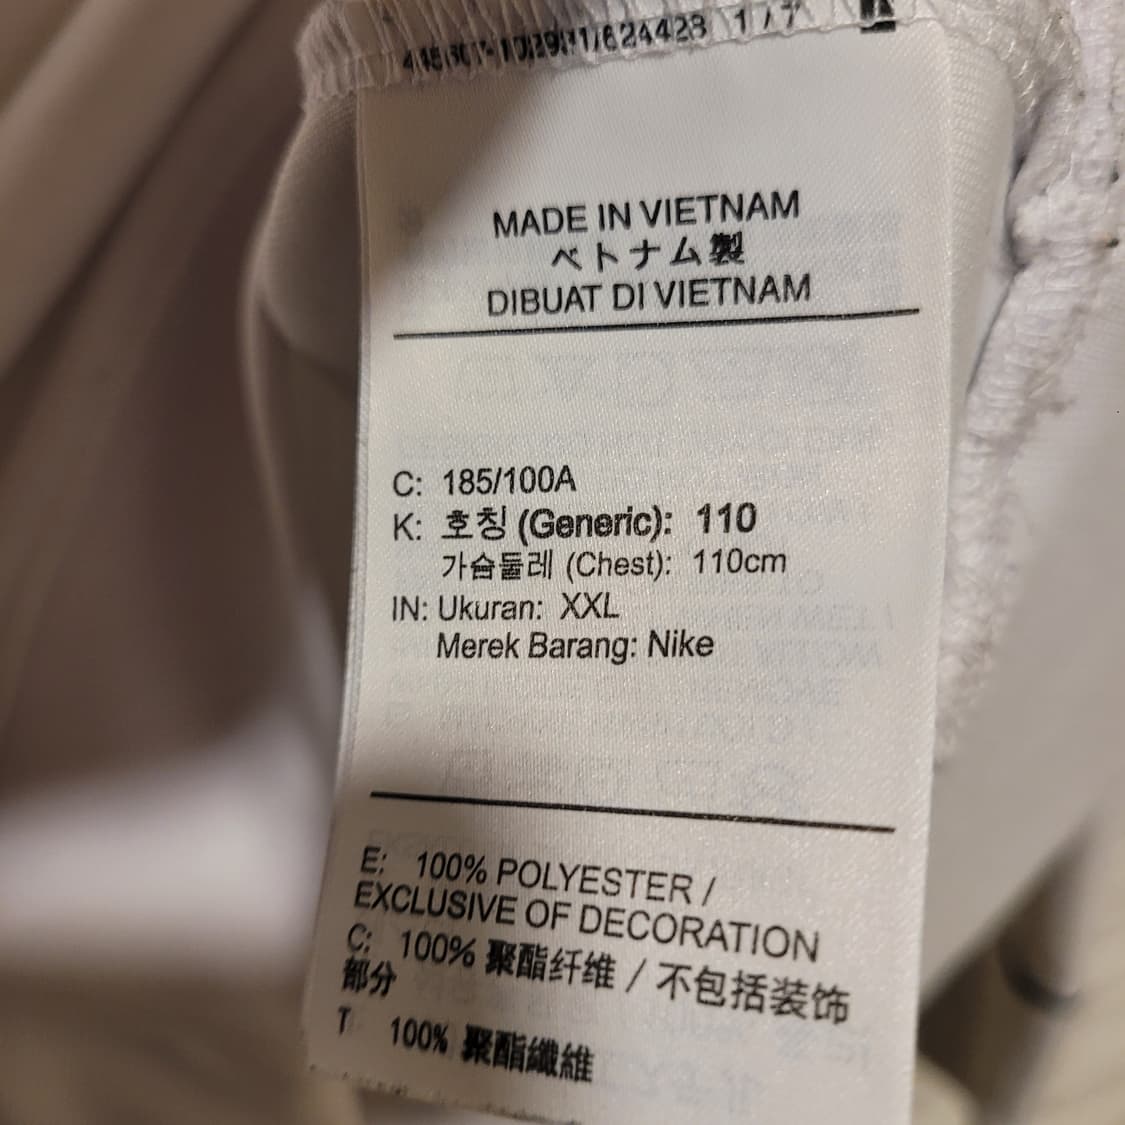 MADE IN VIETNAM
ベトナム製
DIBUAT DI VIETNAM
C: 185/100A
K: 호칭 (Generic): 110
가슴둘레 (Chest): 110cm
IN: Ukuran: XXL
Merek Barang: Nike
E: 100% POLYESTER /
EXCLUSIVE OF DECORATION
C: 100% 聚酯纤维 / 不包括装饰
部分
T 100% 聚酯纖維